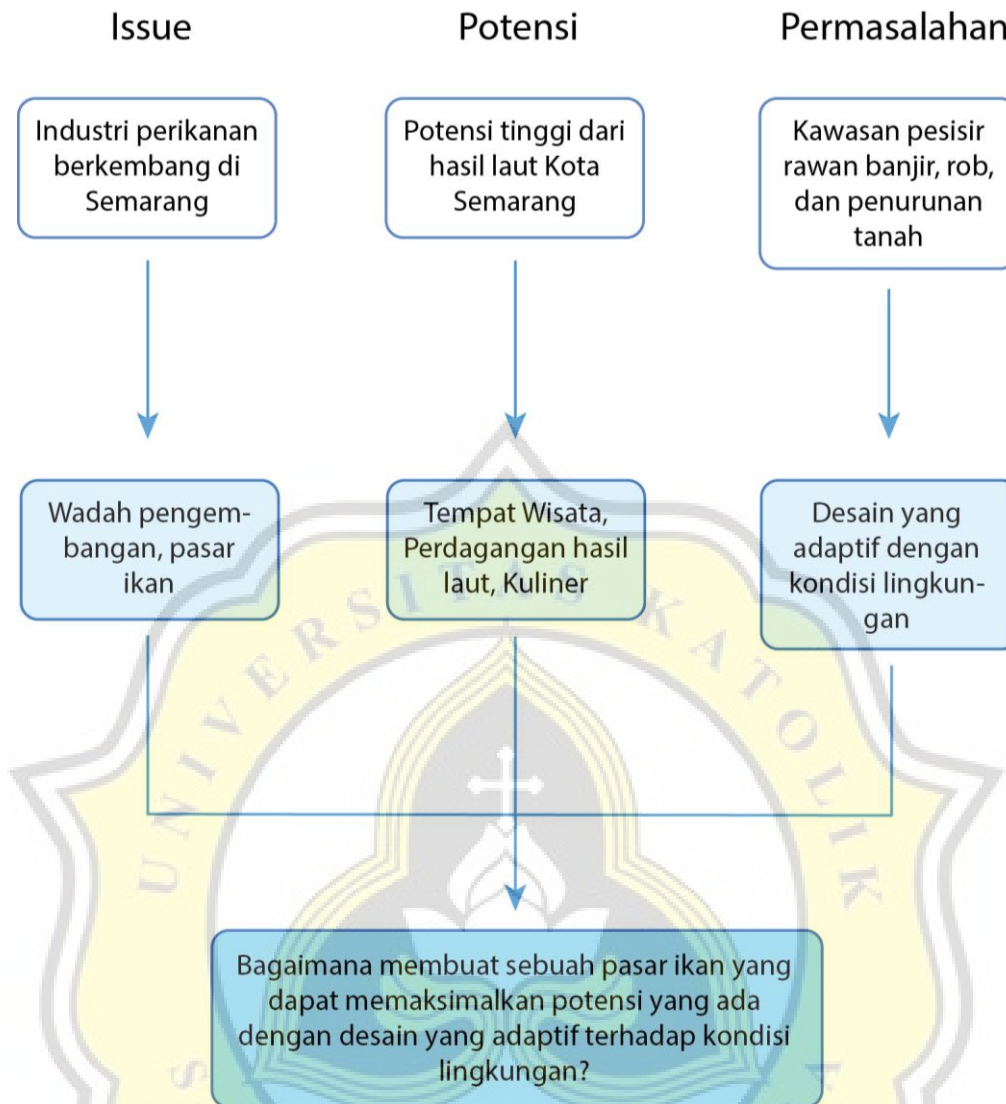 Issue
Potensi
Permasalahan
Industri perikanan
berkembang di
Semarang
Potensi tinggi dari
hasil laut Kota
Semarang
Kawasan pesisir
rawan banjir, rob,
dan penurunan
tanah
Wadah pengem-
bangan, pasar
ikan
Tempat Wisata,
Perdagangan hasil
laut, Kuliner
Desain yang
adaptif dengan
kondisi lingkun-
gan
UNIVERSITAS KATOLIK
Bagaimana membuat sebuah pasar ikan yang
dapat memaksimalkan potensi yang ada
dengan desain yang adaptif terhadap kondisi
lingkungan?